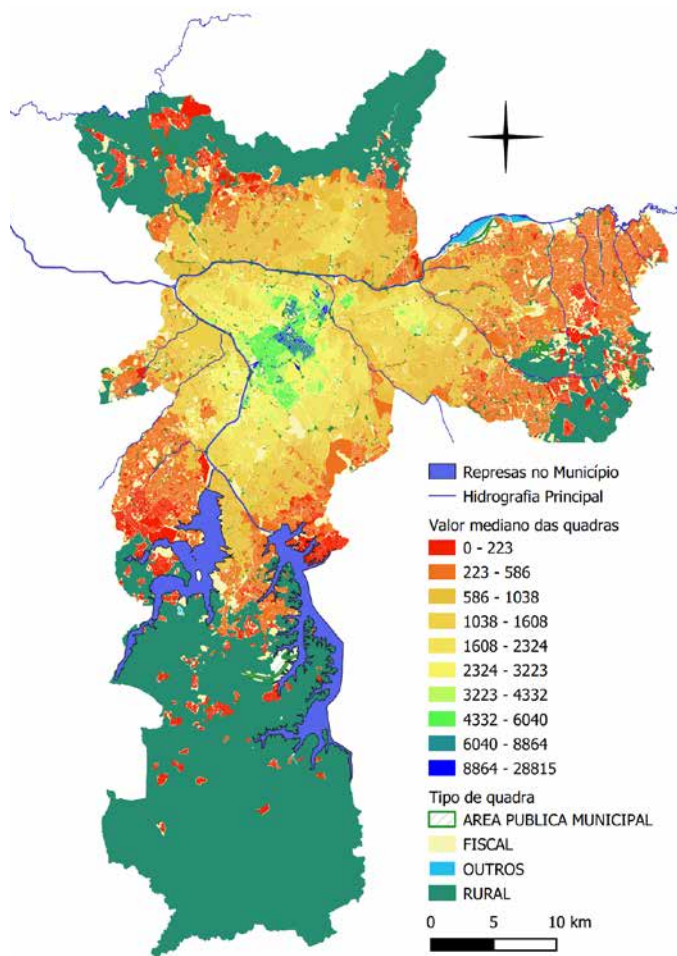 Represas no Município
Hidrografia Principal
Valor mediano das quadras
0 - 223
223 - 586
586 - 1038
1038 - 1608
1608 - 2324
2324 - 3223
3223 - 4332
4332 - 6040
6040 - 8864
8864 - 28815
Tipo de quadra
AREA PUBLICA MUNICIPAL
FISCAL
OUTROS
RURAL
0 5 10 km